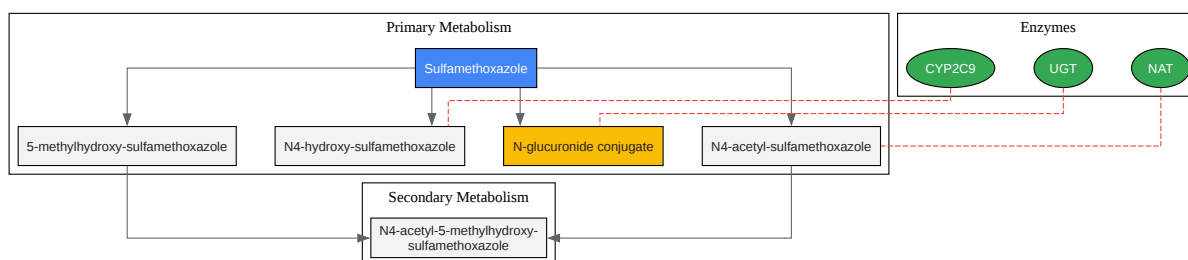 Primary Metabolism
Enzymes
Sulfamethoxazole
CYP2C9
UGT
NAT
5-methylhydroxy-sulfamethoxazole
N4-hydroxy-sulfamethoxazole
N-glucuronide conjugate
N4-acetyl-sulfamethoxazole
Secondary Metabolism
N4-acetyl-5-methylhydroxy-
sulfamethoxazole